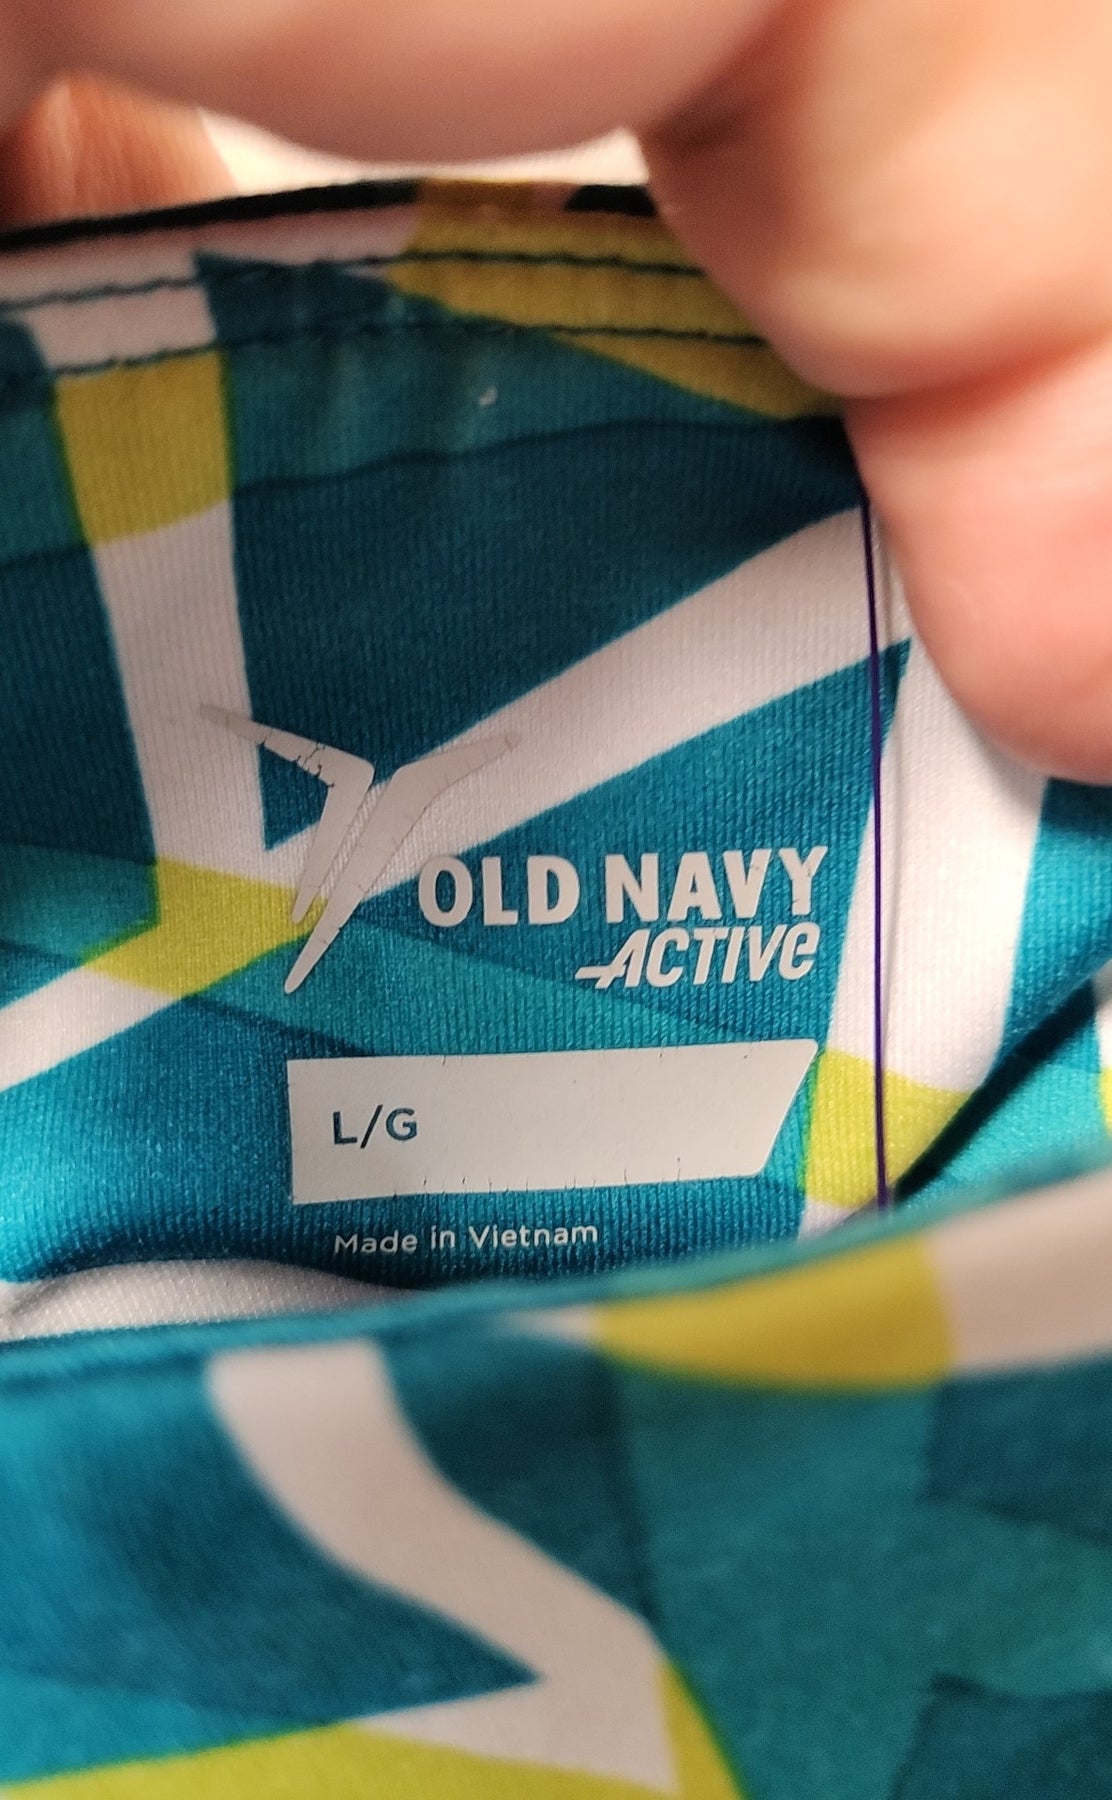 OLD NAVY
ACTIVE
L/G
Made in Vietnam